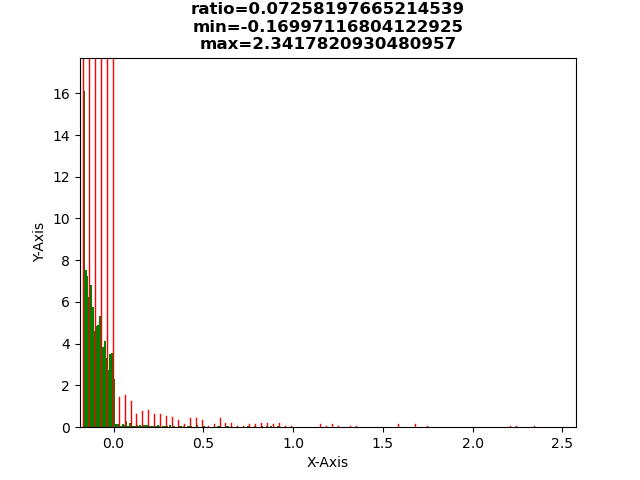 ratio=0.07258197665214539
min=-0.16997116804122925
max=2.3417820930480957
16
14
12
10
8
6
4
2
0
Y-Axis
0.0 0.5 1.0 1.5 2.0 2.5
X-Axis